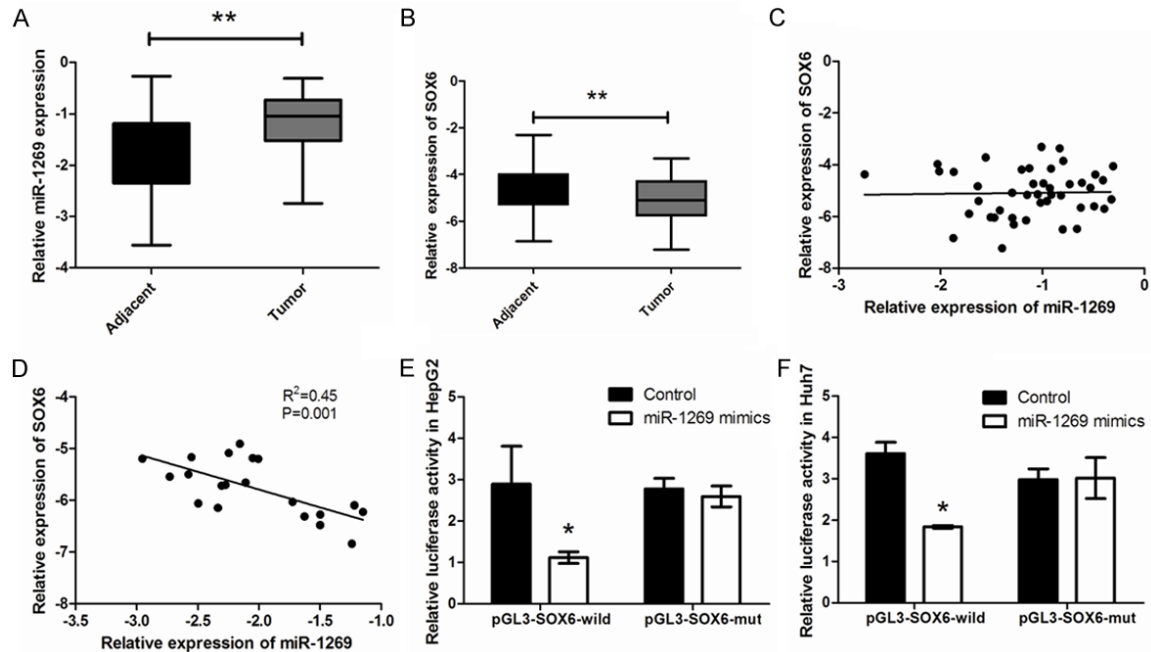 A
**
Relative miR-1269 expression
0
-1
-2
-3
-4
Adjacent
Tumor
B
**
Relative expression of SOX6
0
-2
-4
-6
-8
Adjacent
Tumor
C
Relative expression of SOX6
0
-2
-4
-6
-8
-3
-2
-1
0
Relative expression of miR-1269
D
Relative expression of SOX6
-4
-5
-6
-7
-8
R²=0.45
P=0.001
-3.5
-3.0
-2.5
-2.0
-1.5
-1.0
Relative expression of miR-1269
E
Relative luciferase activity in HepG2
5
4
3
2
1
0
Control
miR-1269 mimics
*
pGL3-SOX6-wild
pGL3-SOX6-mut
F
Relative luciferase activity in Huh7
5
4
3
2
1
0
Control
miR-1269 mimics
*
pGL3-SOX6-wild
pGL3-SOX6-mut